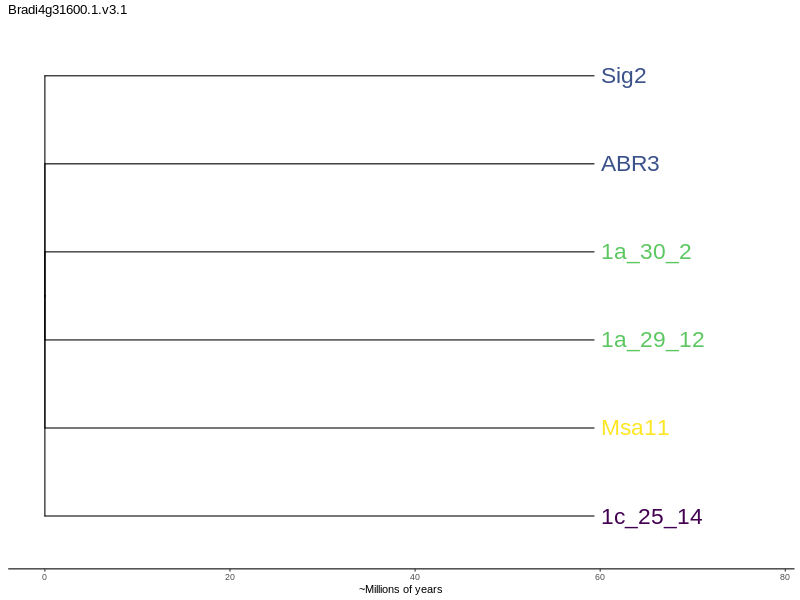 Bradi4g31600.1.v3.1
Sig2
ABR3
1a_30_2
1a_29_12
Msa11
1c_25_14
0 20 40 60 80
~Millions of years